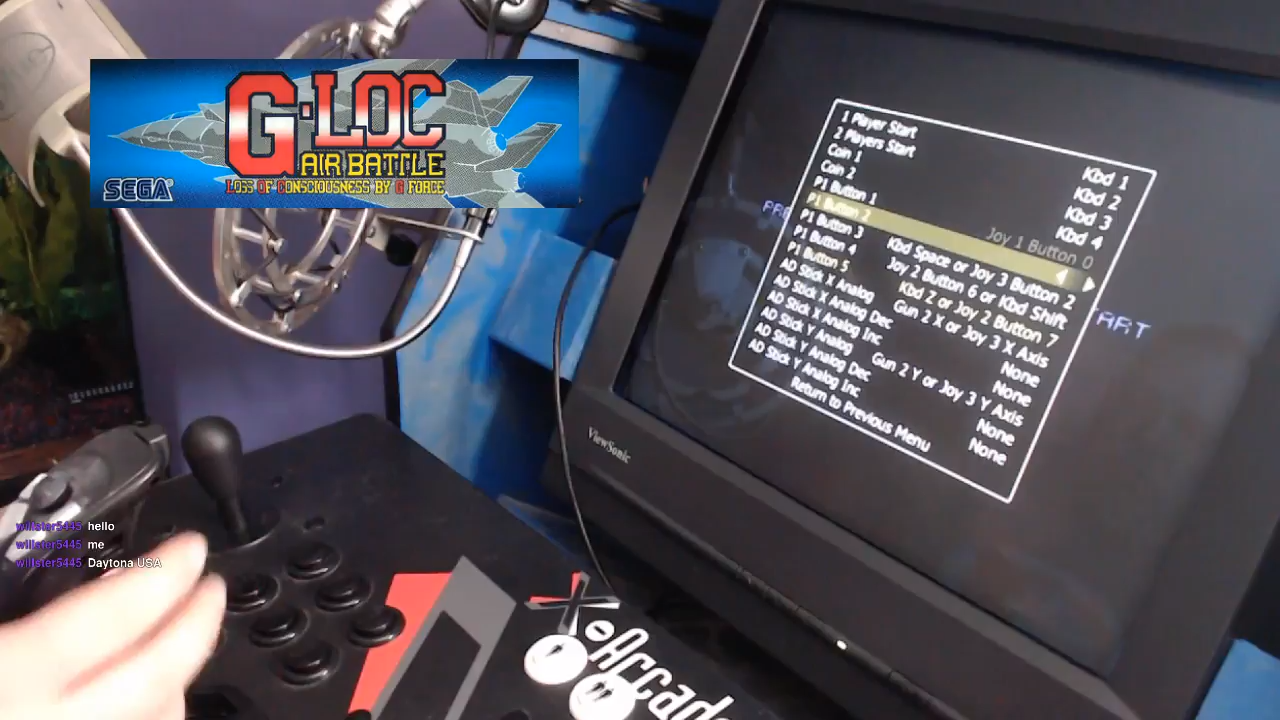 G-LOC
AIR BATTLE
LOSS OF CONSCIOUSNESS BY G FORCE
SEGA
1 Player Start Kbd 1
2 Players Start Kbd 2
Coin 1 Kbd 3
Coin 2 Kbd 4
P1 Button 1 Joy 1 Button 0
P1 Button 2
P1 Button 3 Kbd Space or Joy 3 Button 2
P1 Button 4 Joy 2 Button 6 or Kbd Shift
P1 Button 5 Kbd Z or Joy 2 Button 7
AD Stick X Analog Gun 2 X or Joy 3 X Axis
AD Stick X Analog Dec None
AD Stick X Analog Inc None
AD Stick Y Analog Gun 2 Y or Joy 3 Y Axis
AD Stick Y Analog Dec None
AD Stick Y Analog Inc None
Return to Previous Menu
ART
ViewSonic
willster5445 hello
willster5445 me
willster5445 Daytona USA
X-Arcade